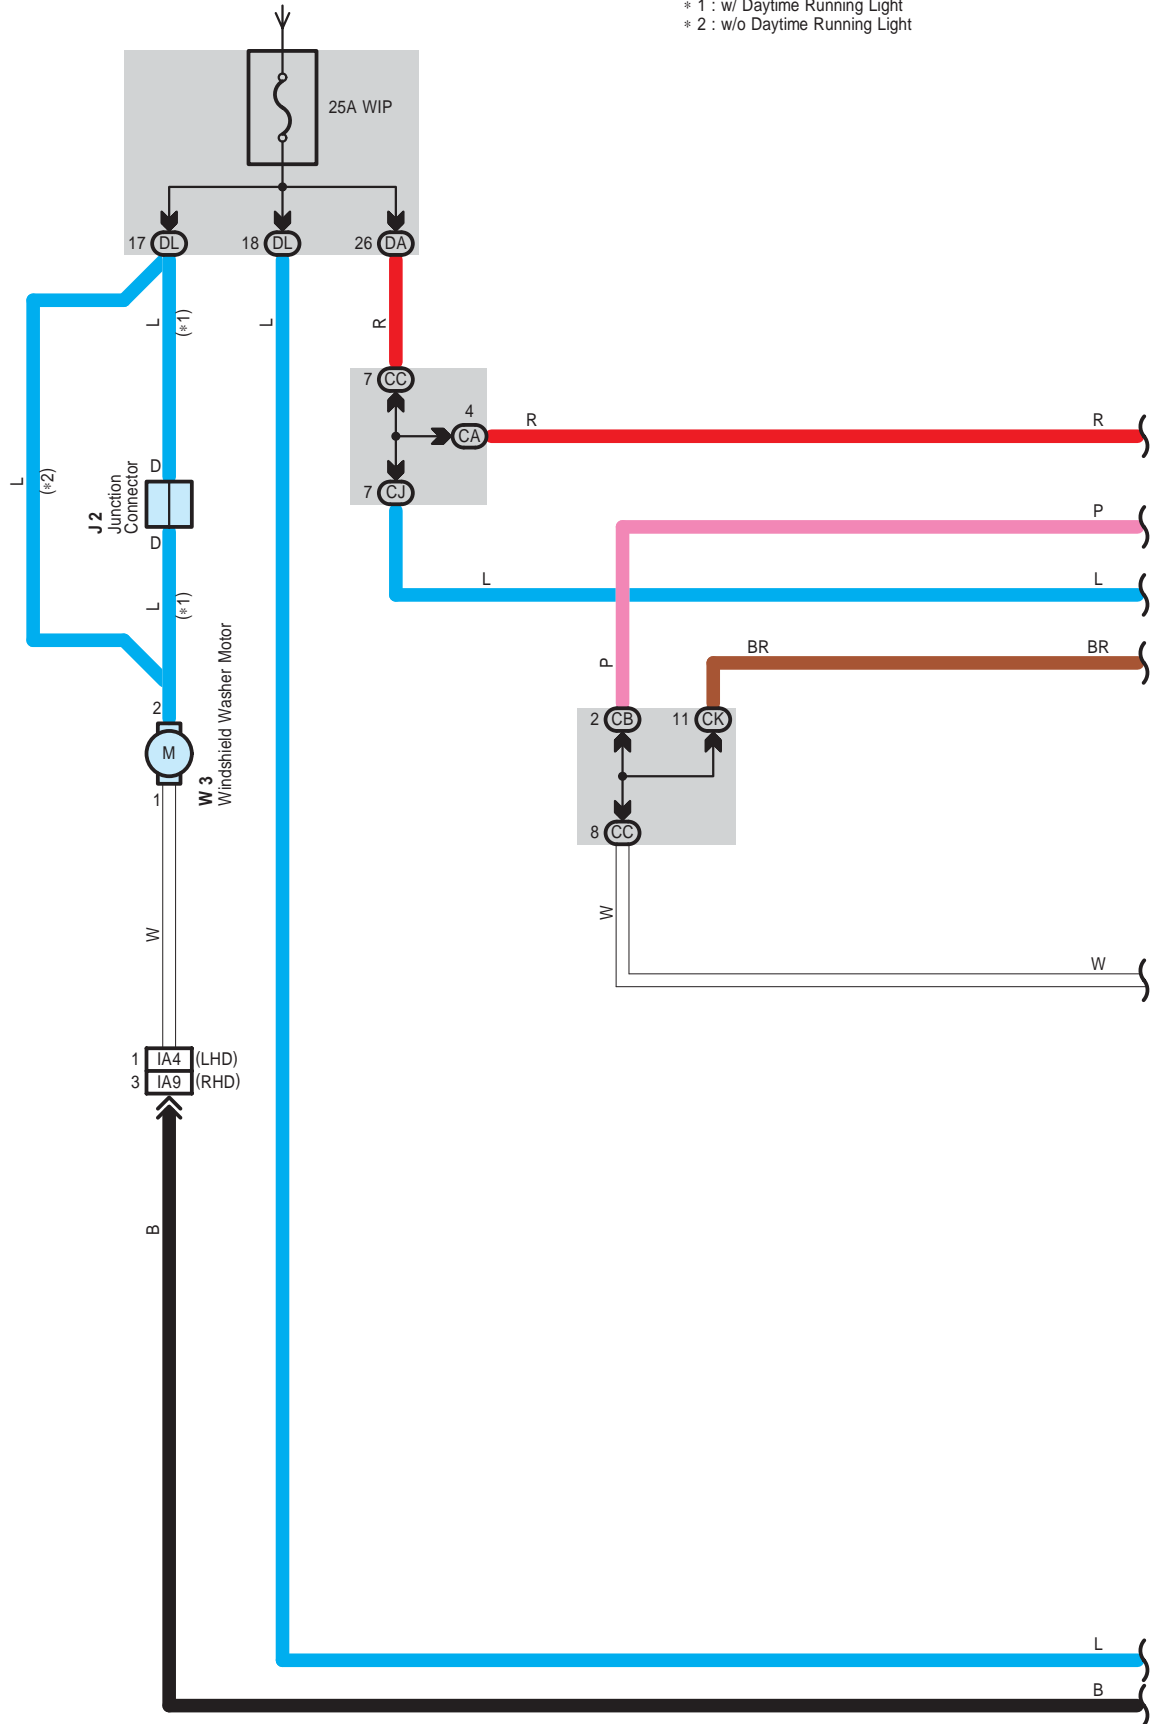 * 1 : w/ Daytime Running Light
* 2 : w/o Daytime Running Light
25A WIP
17 DL
18 DL
26 DA
L
(*1)
L
R
7 CC
4
CA
R
R
7 CJ
L
(*2)
D
J 2
Junction
Connector
D
P
L
L
L
(*1)
P
BR
BR
2 CB
11 CK
8 CC
2
M
1
W 3
Windshield Washer Motor
W
W
W
1 IA4 (LHD)
3 IA9 (RHD)
B
L
B